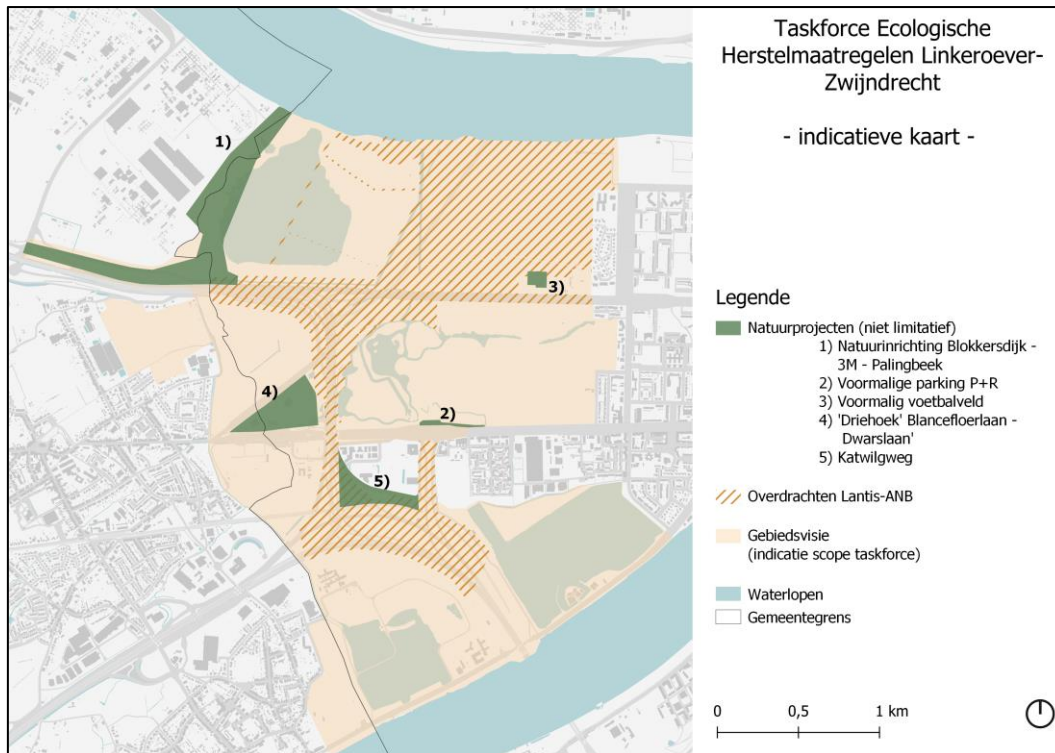 Taskforce Ecologische
Herstelmaatregelen Linkeroever-
Zwijndrecht
- indicatieve kaart -
1)
3)
4)
2)
5)
Legende
Natuurprojecten (niet limitatief)
1) Natuurinrichting Blokkersdijk -
3M - Palingbeek
2) Voormalige parking P+R
3) Voormalig voetbalveld
4) 'Driehoek' Blancefloerlaan -
Dwarslaan'
5) Katwilgweg
Overdrachten Lantis-ANB
Gebiedsvisie
(indicatie scope taskforce)
Waterlopen
Gemeentegrens
0 0,5 1 km